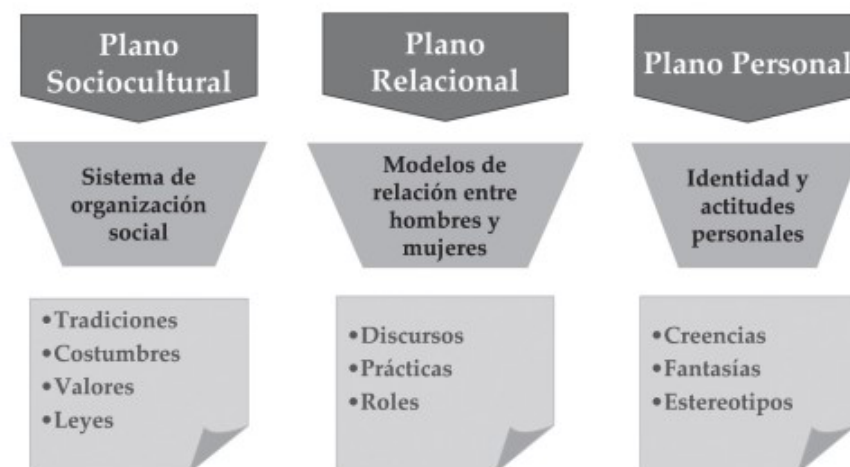 Plano
Sociocultural
Sistema de
organización
social
•Tradiciones
•Costumbres
•Valores
•Leyes
Plano
Relacional
Modelos de
relación entre
hombres y
mujeres
•Discursos
•Prácticas
•Roles
Plano Personal
Identidad y
actitudes
personales
•Creencias
•Fantasías
•Estereotipos